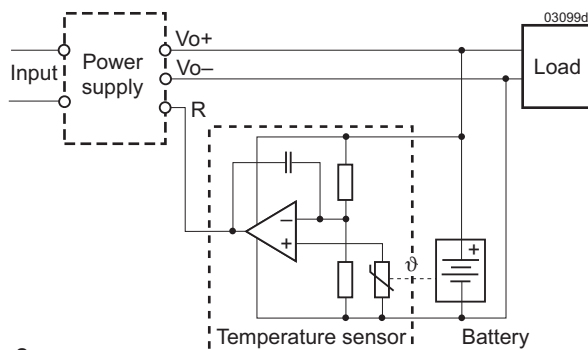 03099d
Vo+
Power
supply
Input
Vo–
Load
R
–
+
ϑ
+
Temperature sensor
Battery